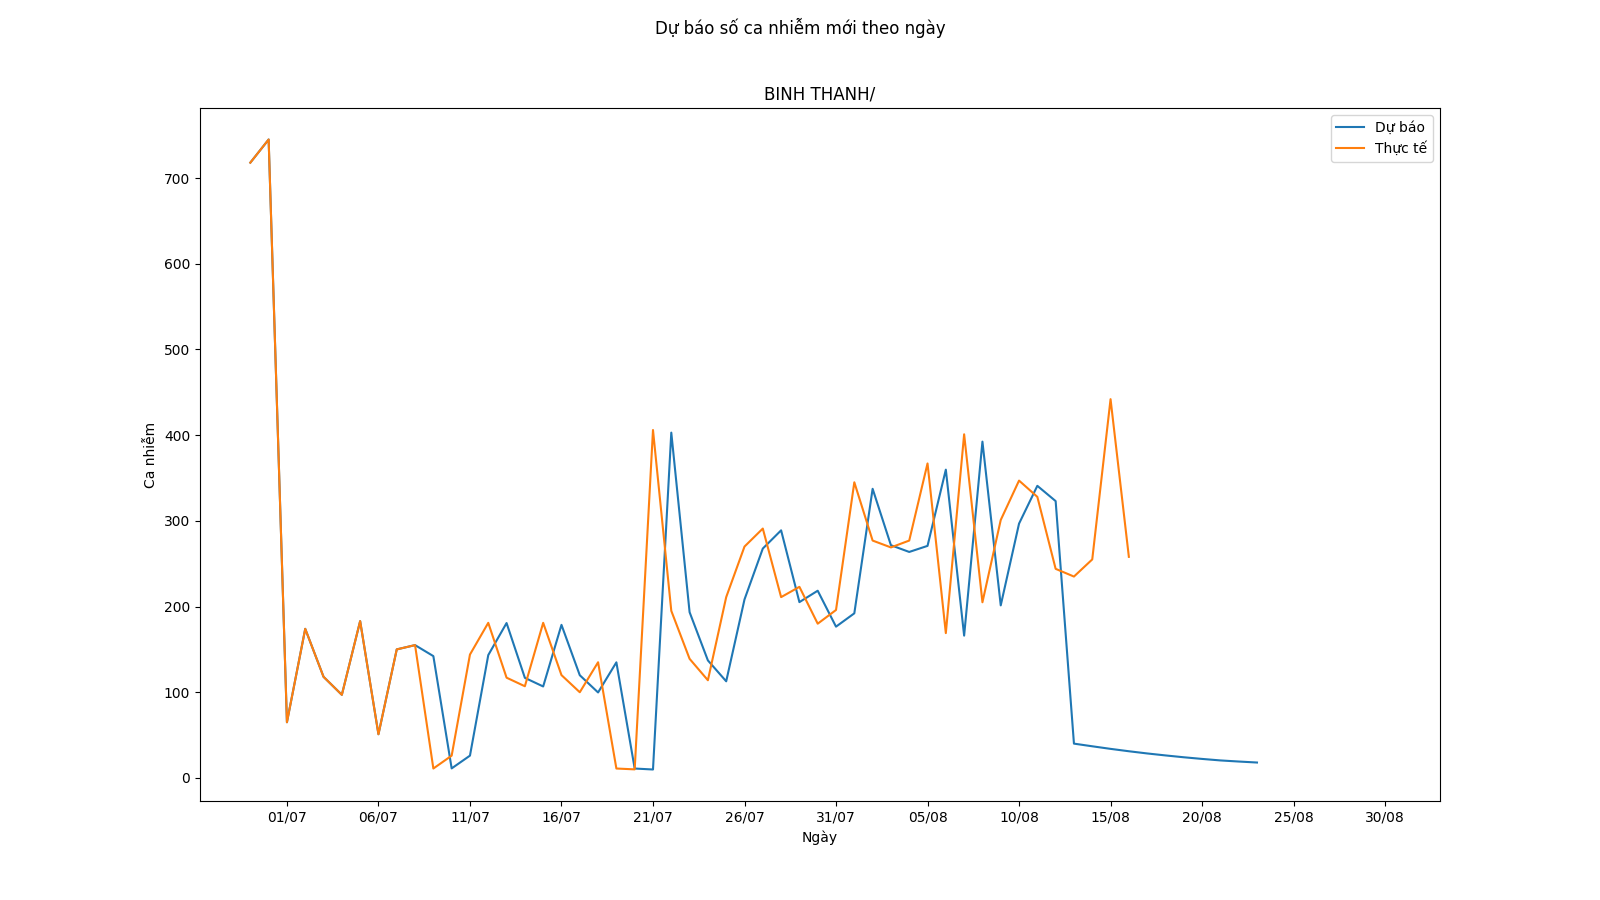 Dự báo số ca nhiễm mới theo ngày
BINH THANH/
Dự báo
Thực tế
700
600
500
400
300
200
100
0
Ca nhiễm
01/07 06/07 11/07 16/07 21/07 26/07 31/07 05/08 10/08 15/08 20/08 25/08 30/08
Ngày